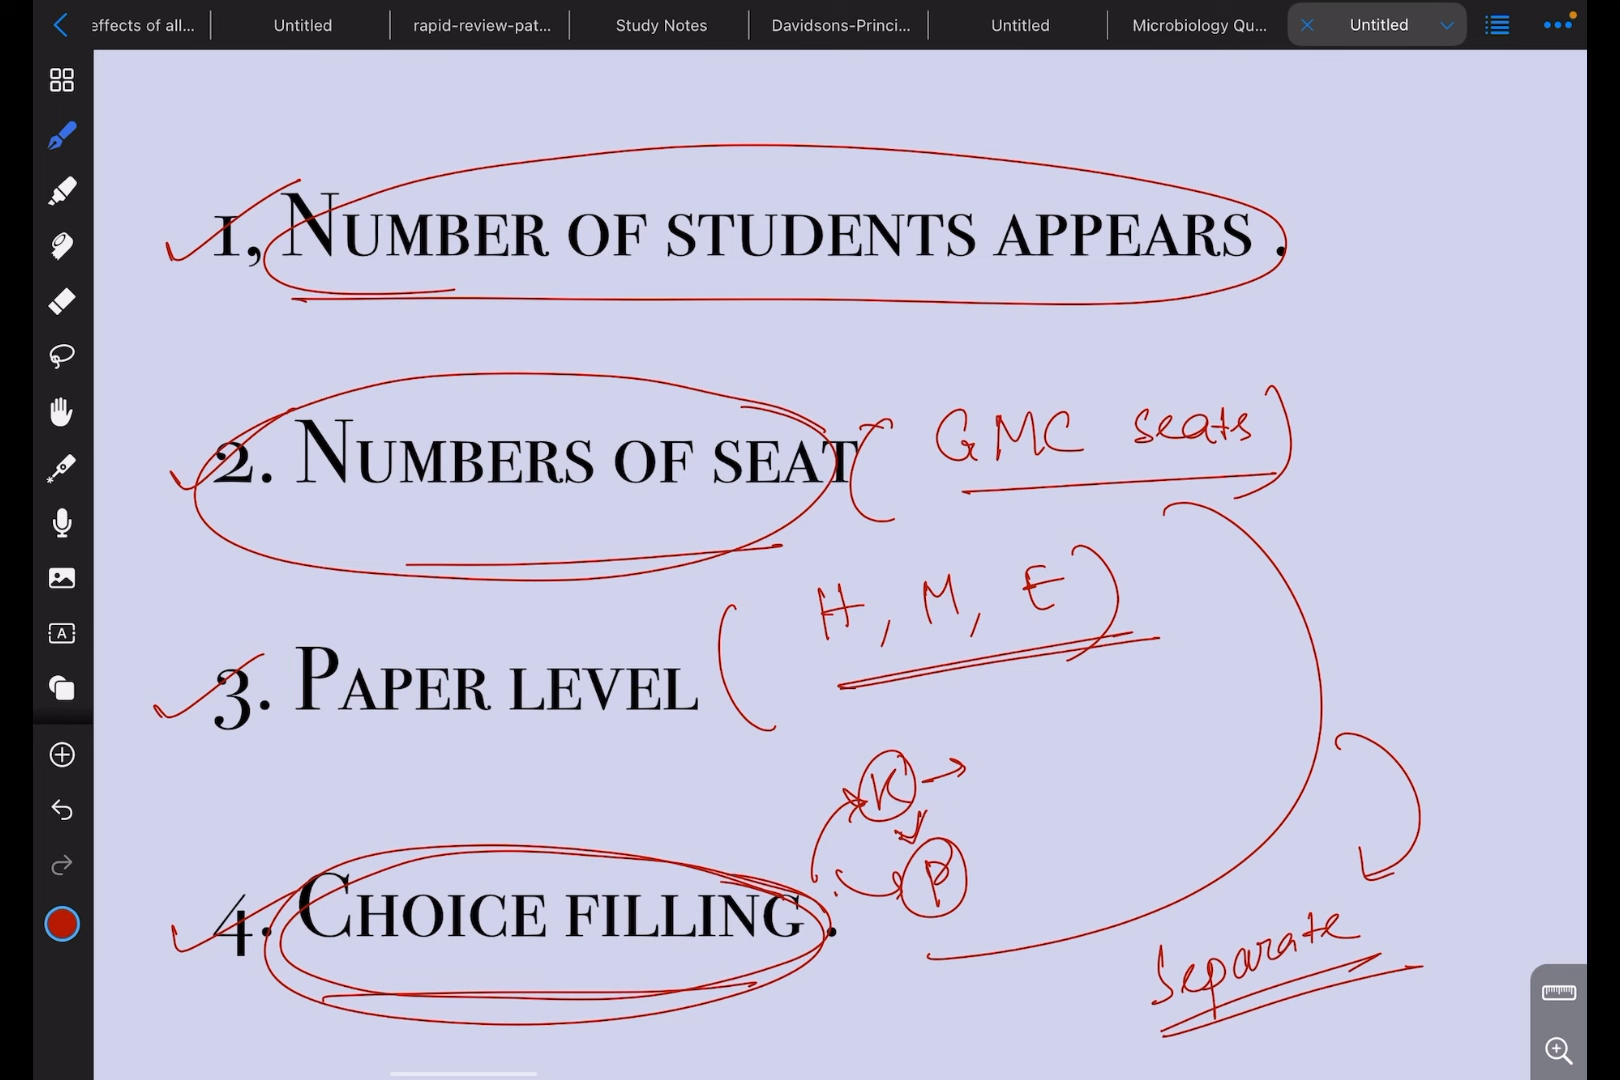 effects of all... Untitled rapid-review-pat... Study Notes Davidsons-Princi... Untitled Microbiology Qu... Untitled
1, Number of students appears .
2. Numbers of seat ( GMC seats )
3. Paper level ( H, M, E )
K
4. Choice filling .
P
Separate
A